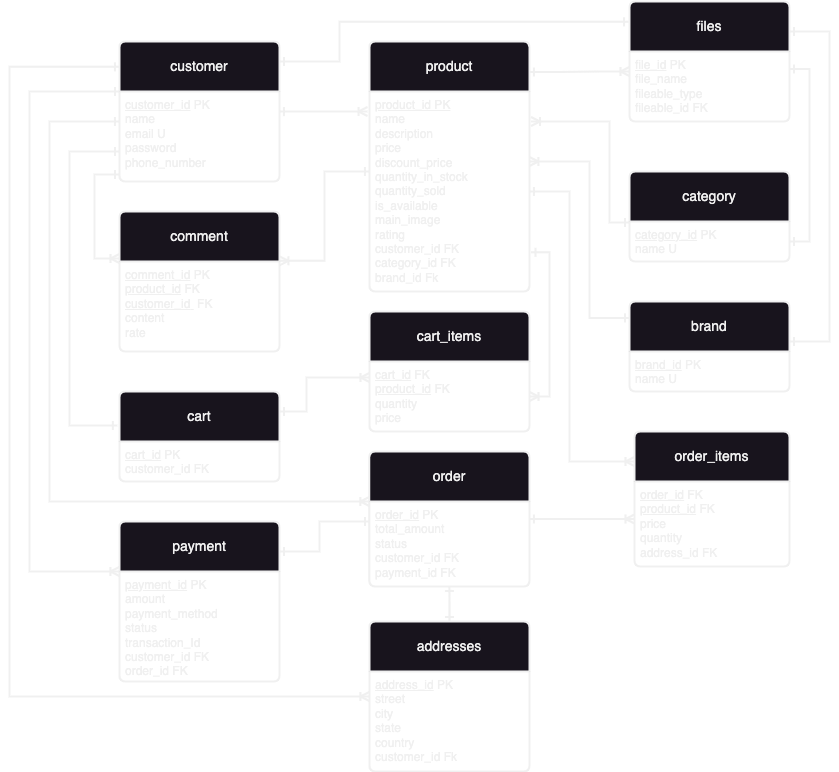 files
file_id PK
file_name
fileable_type
fileable_id FK
customer
customer_id PK
name
email U
password
phone_number
product
product_id PK
name
description
price
discount_price
quantity_in_stock
quantity_sold
is_available
main_image
rating
customer_id FK
category_id FK
brand_id Fk
category
category_id PK
name U
comment
comment_id PK
product_id FK
customer_id FK
content
rate
brand
brand_id PK
name U
cart_items
cart_id FK
product_id FK
quantity
price
cart
cart_id PK
customer_id FK
order_items
order_id FK
product_id FK
price
quantity
address_id FK
order
order_id PK
total_amount
status
customer_id FK
payment_id FK
payment
payment_id PK
amount
payment_method
status
transaction_id
customer_id FK
order_id FK
addresses
address_id PK
street
city
state
country
customer_id Fk